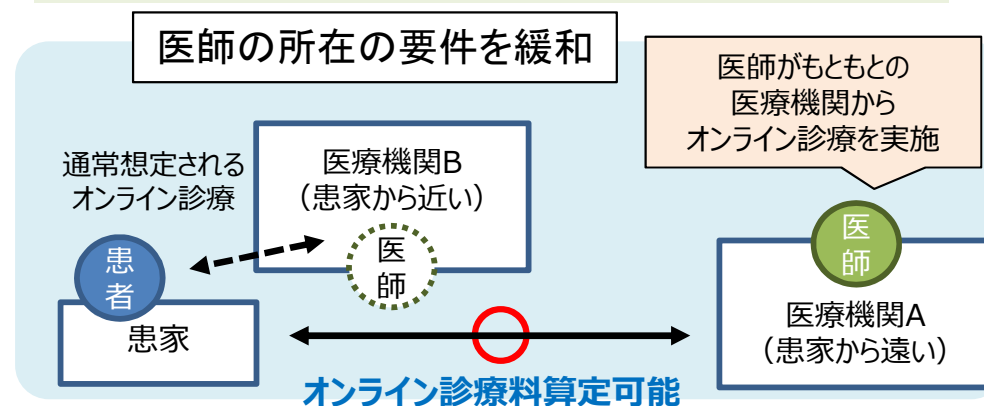 医師の所在の要件を緩和
医師がもともとの
医療機関から
オンライン診療を実施
通常想定される
オンライン診療
医療機関B
（患家から近い）
医
師
患
者
患家
医
師
医療機関A
（患家から遠い）
オンライン診療料算定可能